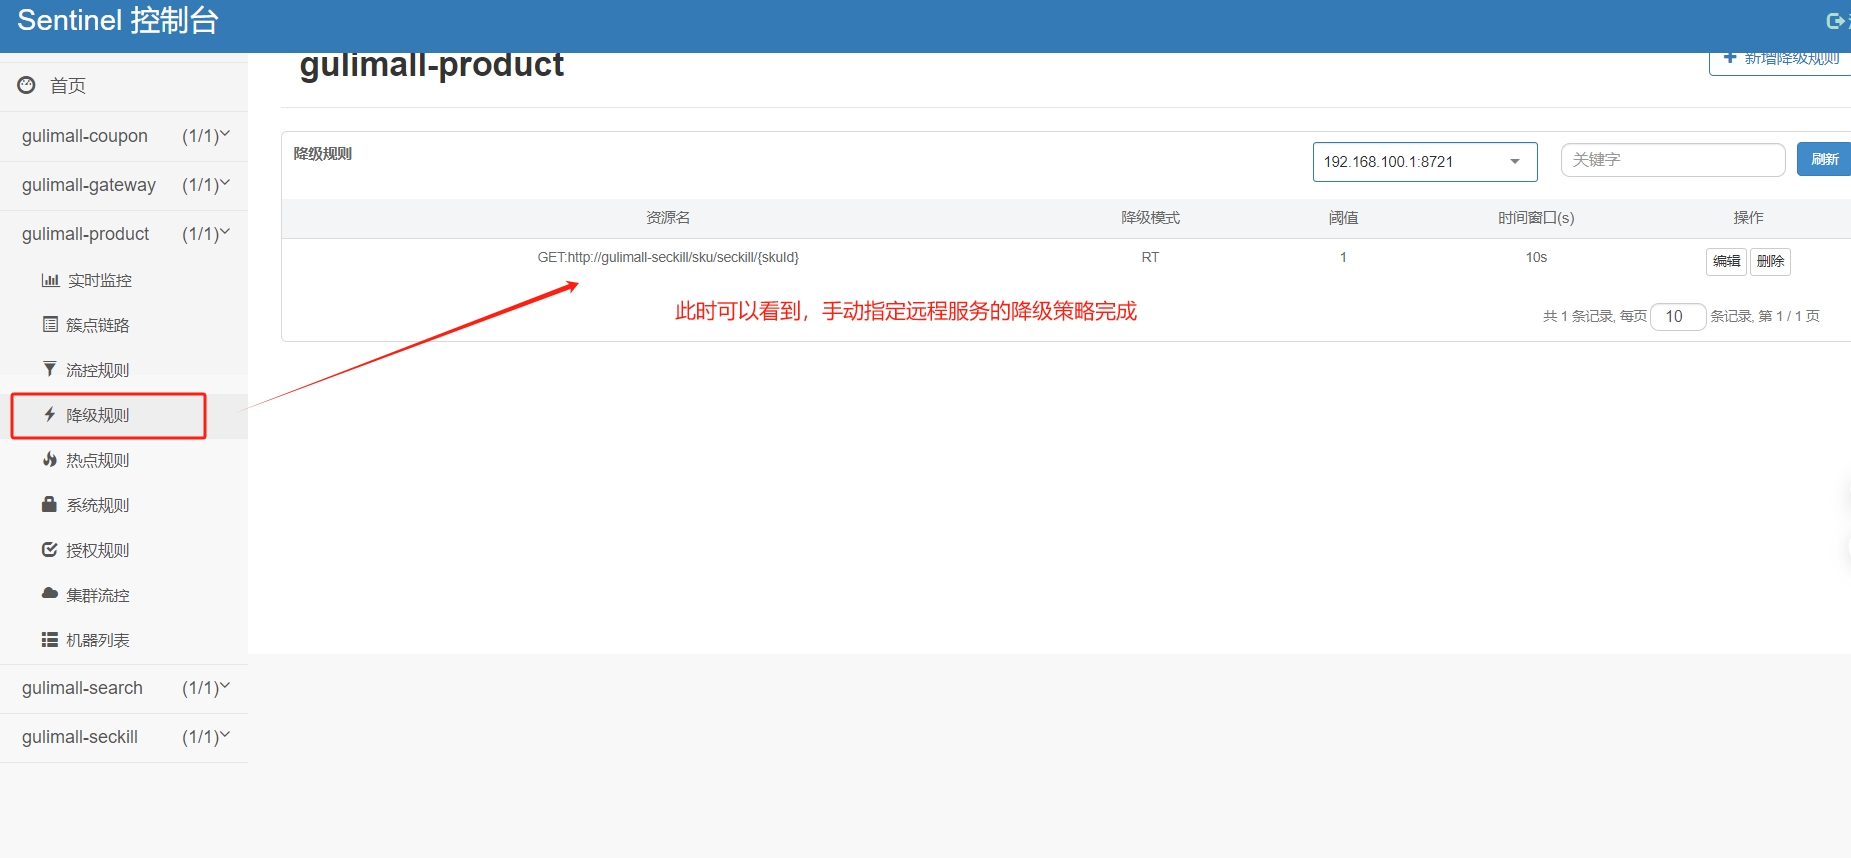 Sentinel 控制台
gulimall-product
新增降级规则
首页
gulimall-coupon (1/1)
gulimall-gateway (1/1)
gulimall-product (1/1)
实时监控
簇点链路
流控规则
降级规则
热点规则
系统规则
授权规则
集群流控
机器列表
gulimall-search (1/1)
gulimall-seckill (1/1)
降级规则
192.168.100.1:8721
关键字
刷新
资源名 降级模式 阈值 时间窗口(s) 操作
GET:http://gulimall-seckill/sku/seckill/{skuId} RT 1 10s 编辑 删除
此时可以看到，手动指定远程服务的降级策略完成
共 1 条记录, 每页 10 条记录, 第 1 / 1 页